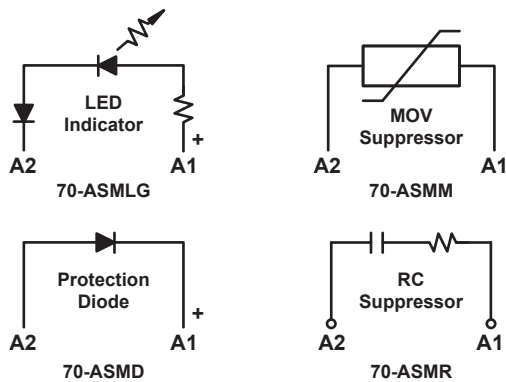 LED
Indicator
+
A2
A1
70-ASMLG
MOV
Suppressor
A2
A1
70-ASMM
Protection
Diode
+
A2
A1
70-ASMD
RC
Suppressor
A2
A1
70-ASMR